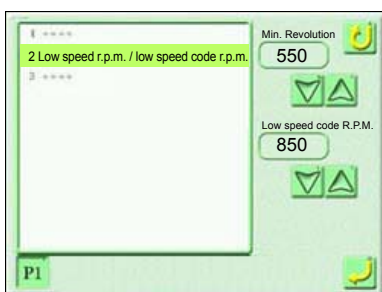 1 ++++
2 Low speed r.p.m. / low speed code r.p.m.
3 ++++
Min. Revolution
550
Low speed code R.P.M.
850
P1